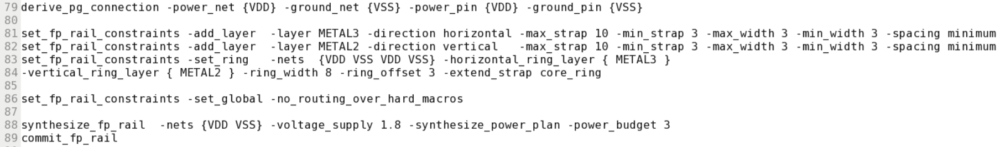 79 derive_pg_connection -power_net {VDD} -ground_net {VSS} -power_pin {VDD} -ground_pin {VSS}
80
81 set_fp_rail_constraints -add_layer  -layer METAL3 -direction horizontal -max_strap 10 -min_strap 3 -max_width 3 -min_width 3 -spacing minimum
82 set_fp_rail_constraints -add_layer  -layer METAL2 -direction vertical   -max_strap 10 -min_strap 3 -max_width 3 -min_width 3 -spacing minimum
83 set_fp_rail_constraints -set_ring   -nets  {VDD VSS VDD VSS} -horizontal_ring_layer { METAL3 }
84 -vertical_ring_layer { METAL2 } -ring_width 8 -ring_offset 3 -extend_strap core_ring
85
86 set_fp_rail_constraints -set_global -no_routing_over_hard_macros
87
88 synthesize_fp_rail  -nets {VDD VSS} -voltage_supply 1.8 -synthesize_power_plan -power_budget 3
89 commit_fp_rail